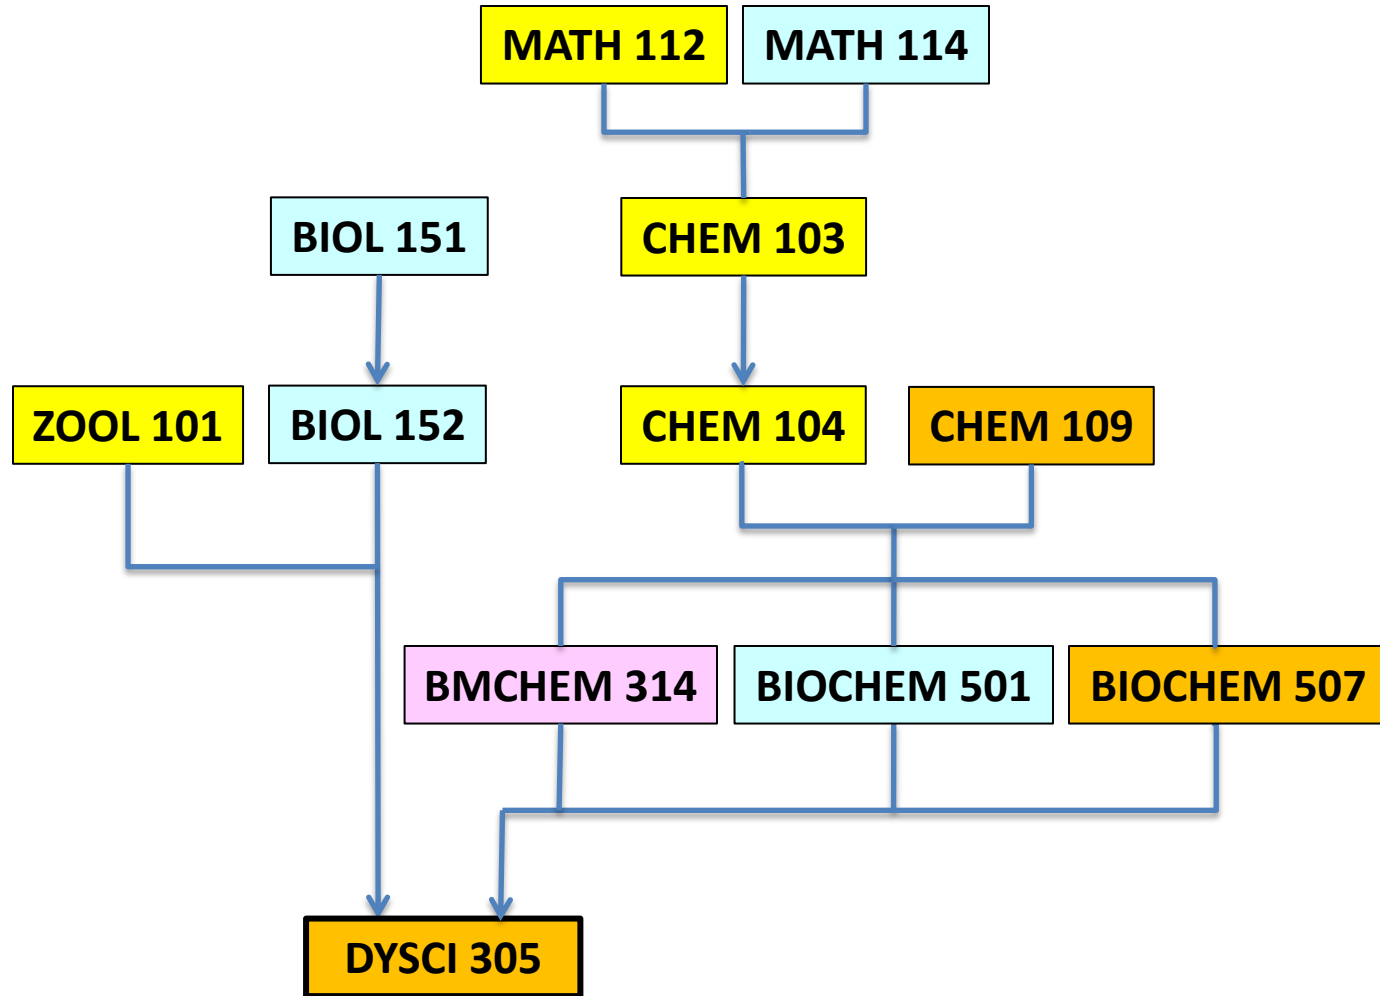 MATH 112
MATH 114
BIOL 151
CHEM 103
ZOOL 101
BIOL 152
CHEM 104
CHEM 109
BMCHEM 314
BIOCHEM 501
BIOCHEM 507
DYSCI 305